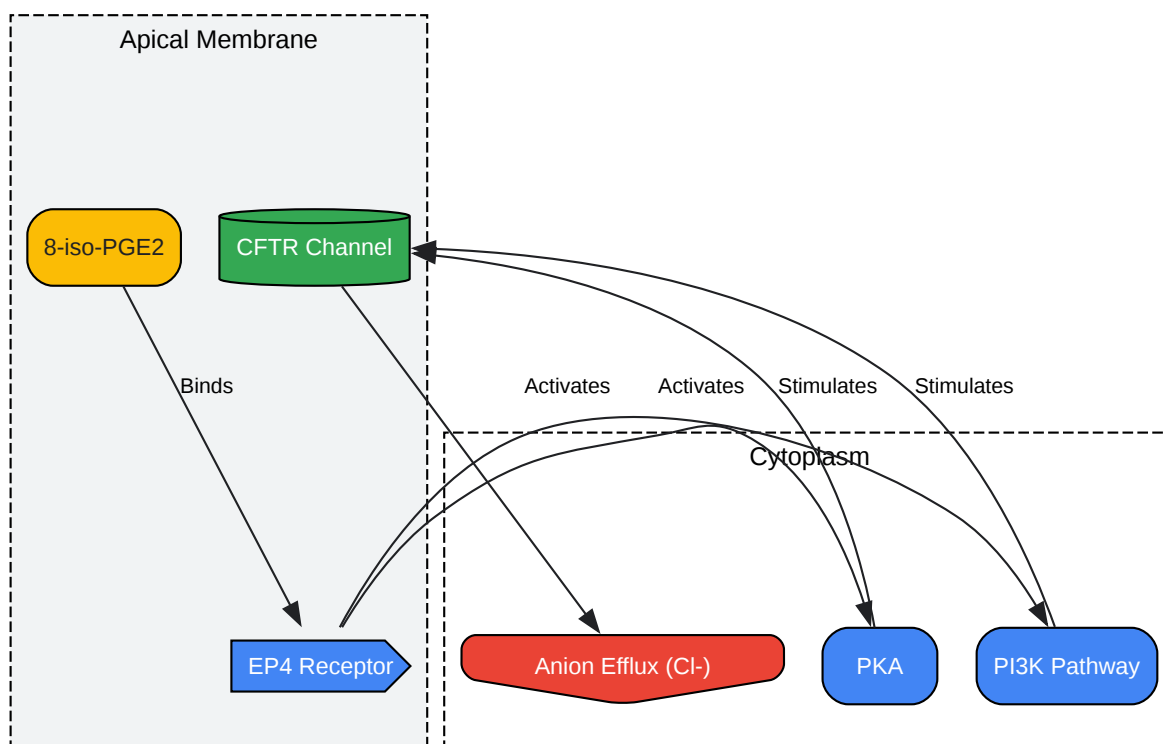 Apical Membrane
8-iso-PGE2
CFTR Channel
Binds
Activates
Activates
Stimulates
Stimulates
Cytoplasm
EP4 Receptor
Anion Efflux (Cl-)
PKA
PI3K Pathway